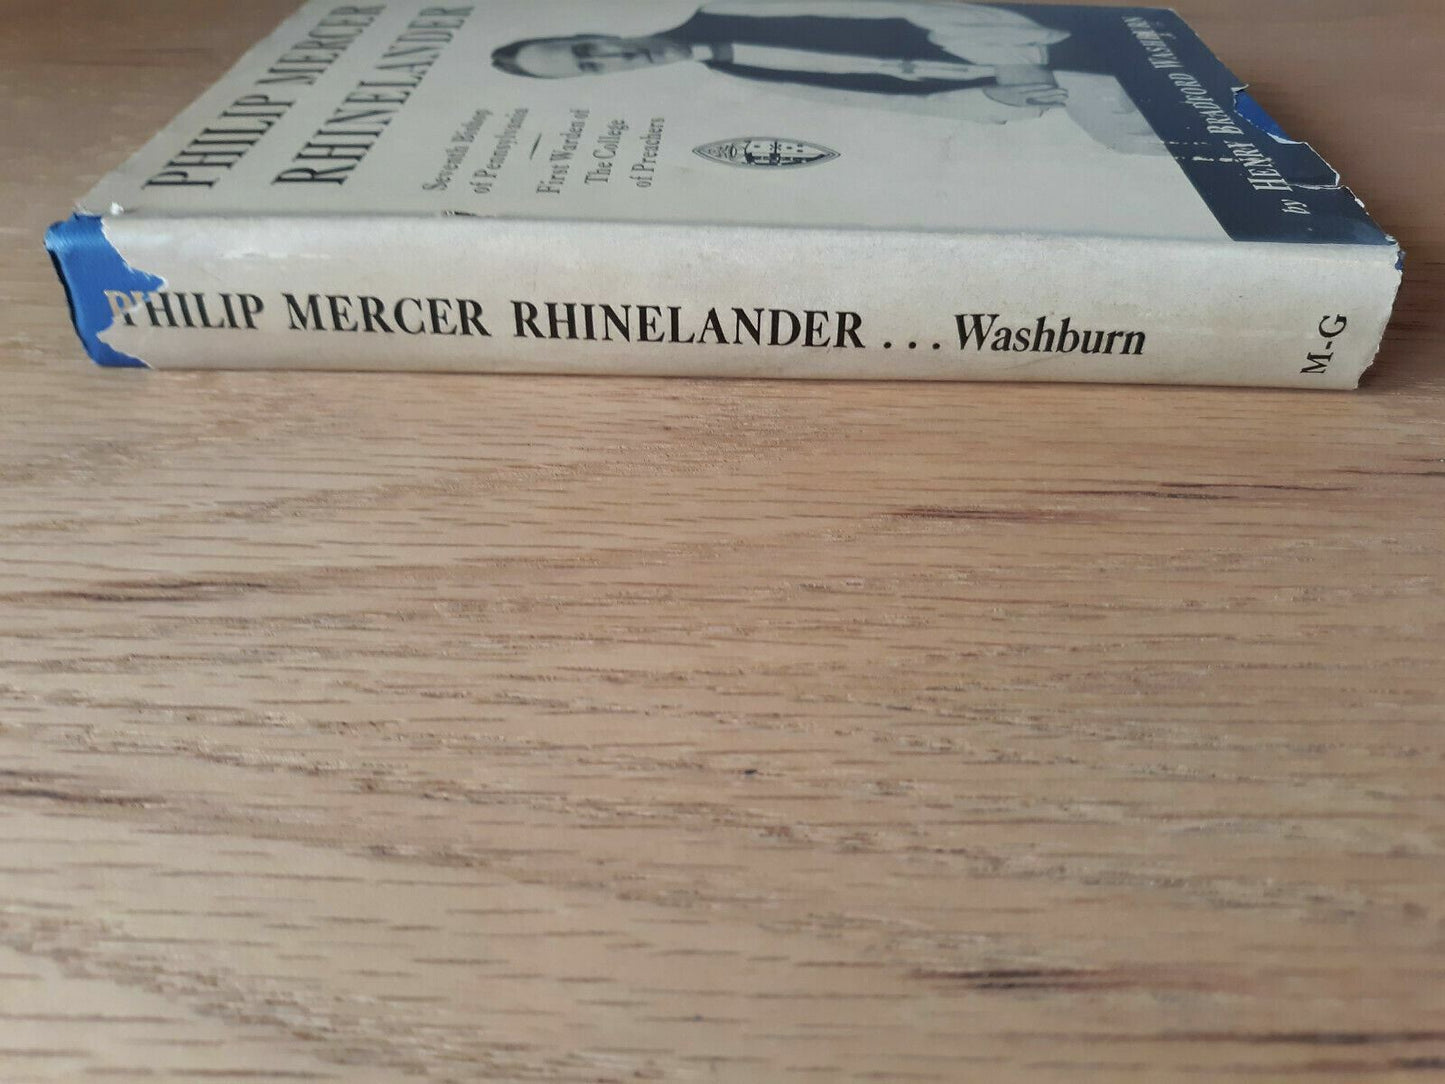 PHILIP MERCER
RHINELANDER
Seventh Bishop
of Pennsylvania
First Warden of
The College
of Preachers
by HENRY BRADFORD WASHBURN
PHILIP MERCER RHINELANDER ... Washburn
M-G